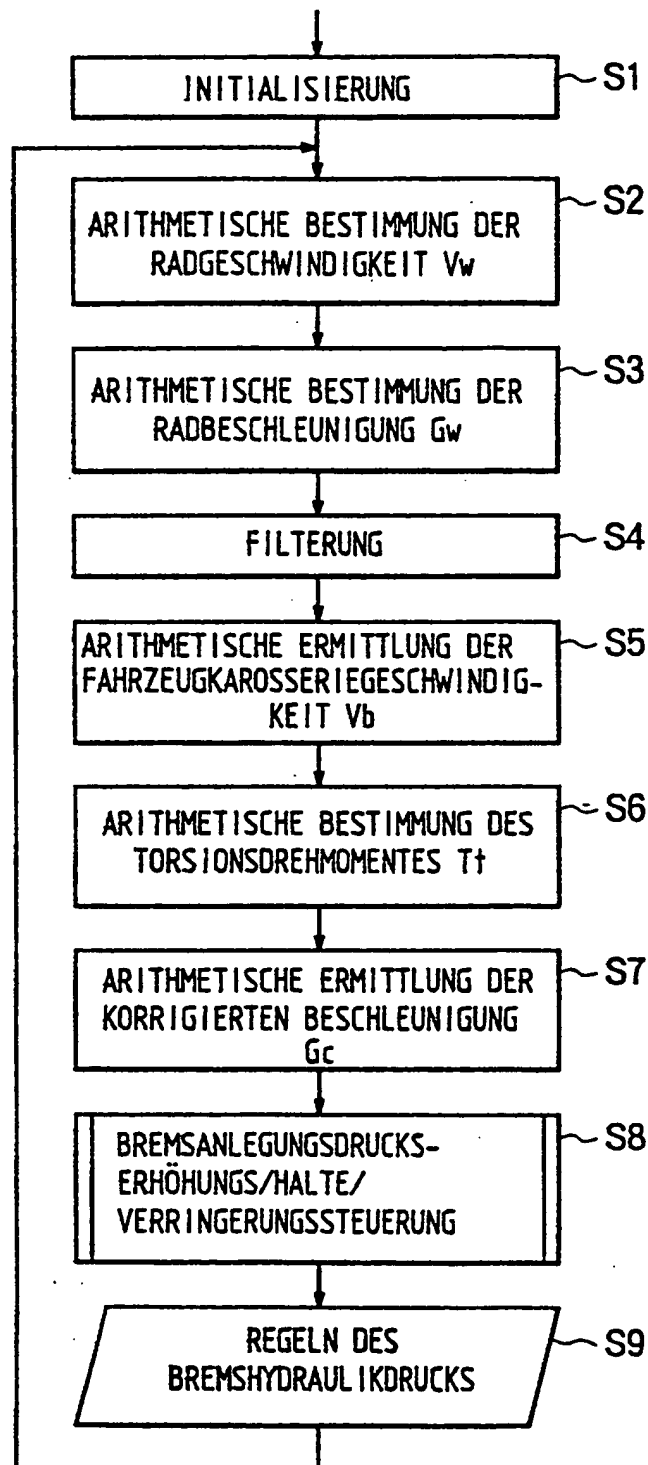 INITIALISIERUNG
S1
ARITHMETISCHE BESTIMMUNG DER
RADGESCHWINDIGKEIT Vw
S2
ARITHMETISCHE BESTIMMUNG DER
RADBESCHLEUNIGUNG Gw
S3
FILTERUNG
S4
ARITHMETISCHE ERMITTLUNG DER
FAHRZEUGKAROSSERIEGESCHWINDIG-
KEIT Vb
S5
ARITHMETISCHE BESTIMMUNG DES
TORSIONSDREHMOMENTES Tt
S6
ARITHMETISCHE ERMITTLUNG DER
KORRIGIERTEN BESCHLEUNIGUNG
Gc
S7
BREMSANLEGUNGSDRUCKS-
ERHÖHUNGS/HALTE/
VERRINGERUNGSSTEUERUNG
S8
REGELN DES
BREMSHYDRAULIKDRUCKS
S9